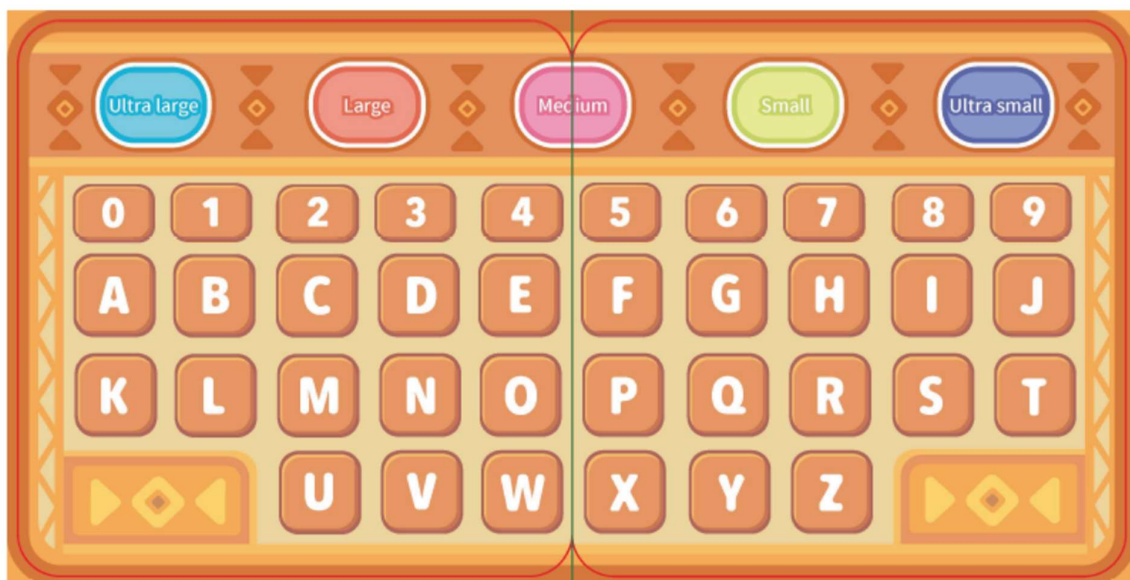 Ultra large Large Medium Small Ultra small
0 1 2 3 4 5 6 7 8 9
A B C D E F G H I J
K L M N O P Q R S T
U V W X Y Z